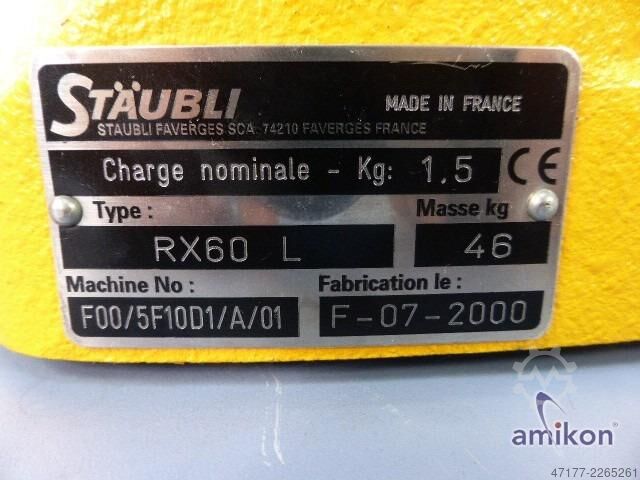 STÄUBLI MADE IN FRANCE
STAUBLI FAVERGES SCA 74210 FAVERGES FRANCE
Charge nominale - Kg: 1.5 CE
Type : Masse kg
RX60 L 46
Machine No : Fabrication le :
F00/5F10D1/A/01 F-07-2000
amikon
47177-2265261